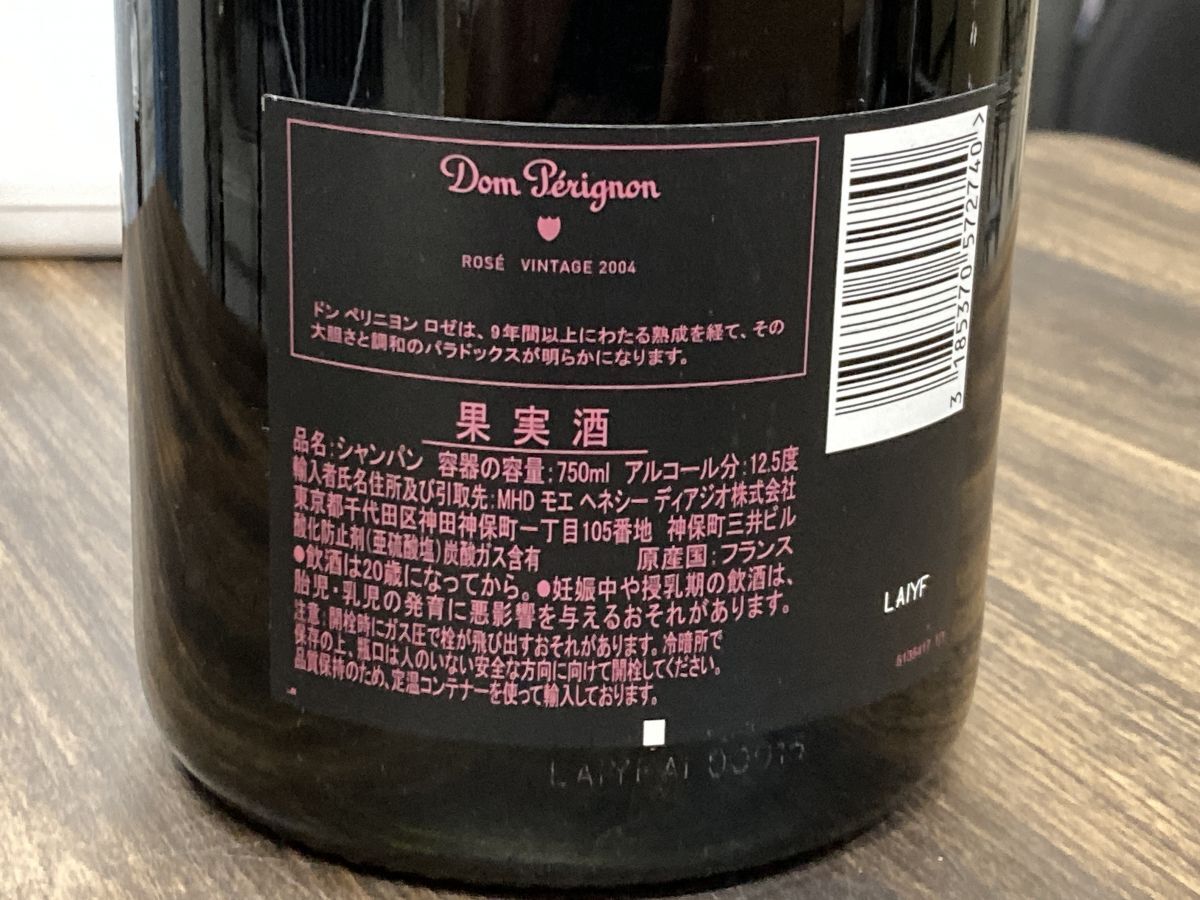 Dom Pérignon
ROSÉ VINTAGE 2004
ドン ペリニヨン ロゼは、9年間以上にわたる熟成を経て、その
大胆さと調和のパラドックスが明らかになります。
果実酒
品名:シャンパン 容器の容量:750ml アルコール分:12.5度
輸入者氏名住所及び引取先:MHD モエ ヘネシー ディアジオ株式会社
東京都千代田区神田神保町一丁目105番地 神保町三井ビル
酸化防止剤(亜硫酸塩)炭酸ガス含有 原産国:フランス
●飲酒は20歳になってから。●妊娠中や授乳期の飲酒は、
胎児・乳児の発育に悪影響を与えるおそれがあります。
注意:開栓時にガス圧で栓が飛び出すおそれがあります。冷暗所で
保存の上、瓶口は人のいない安全な方向に向けて開栓してください。
品質保持のため、定温コンテナーを使って輸入しております。
3 185370 572740 >
LAIYF